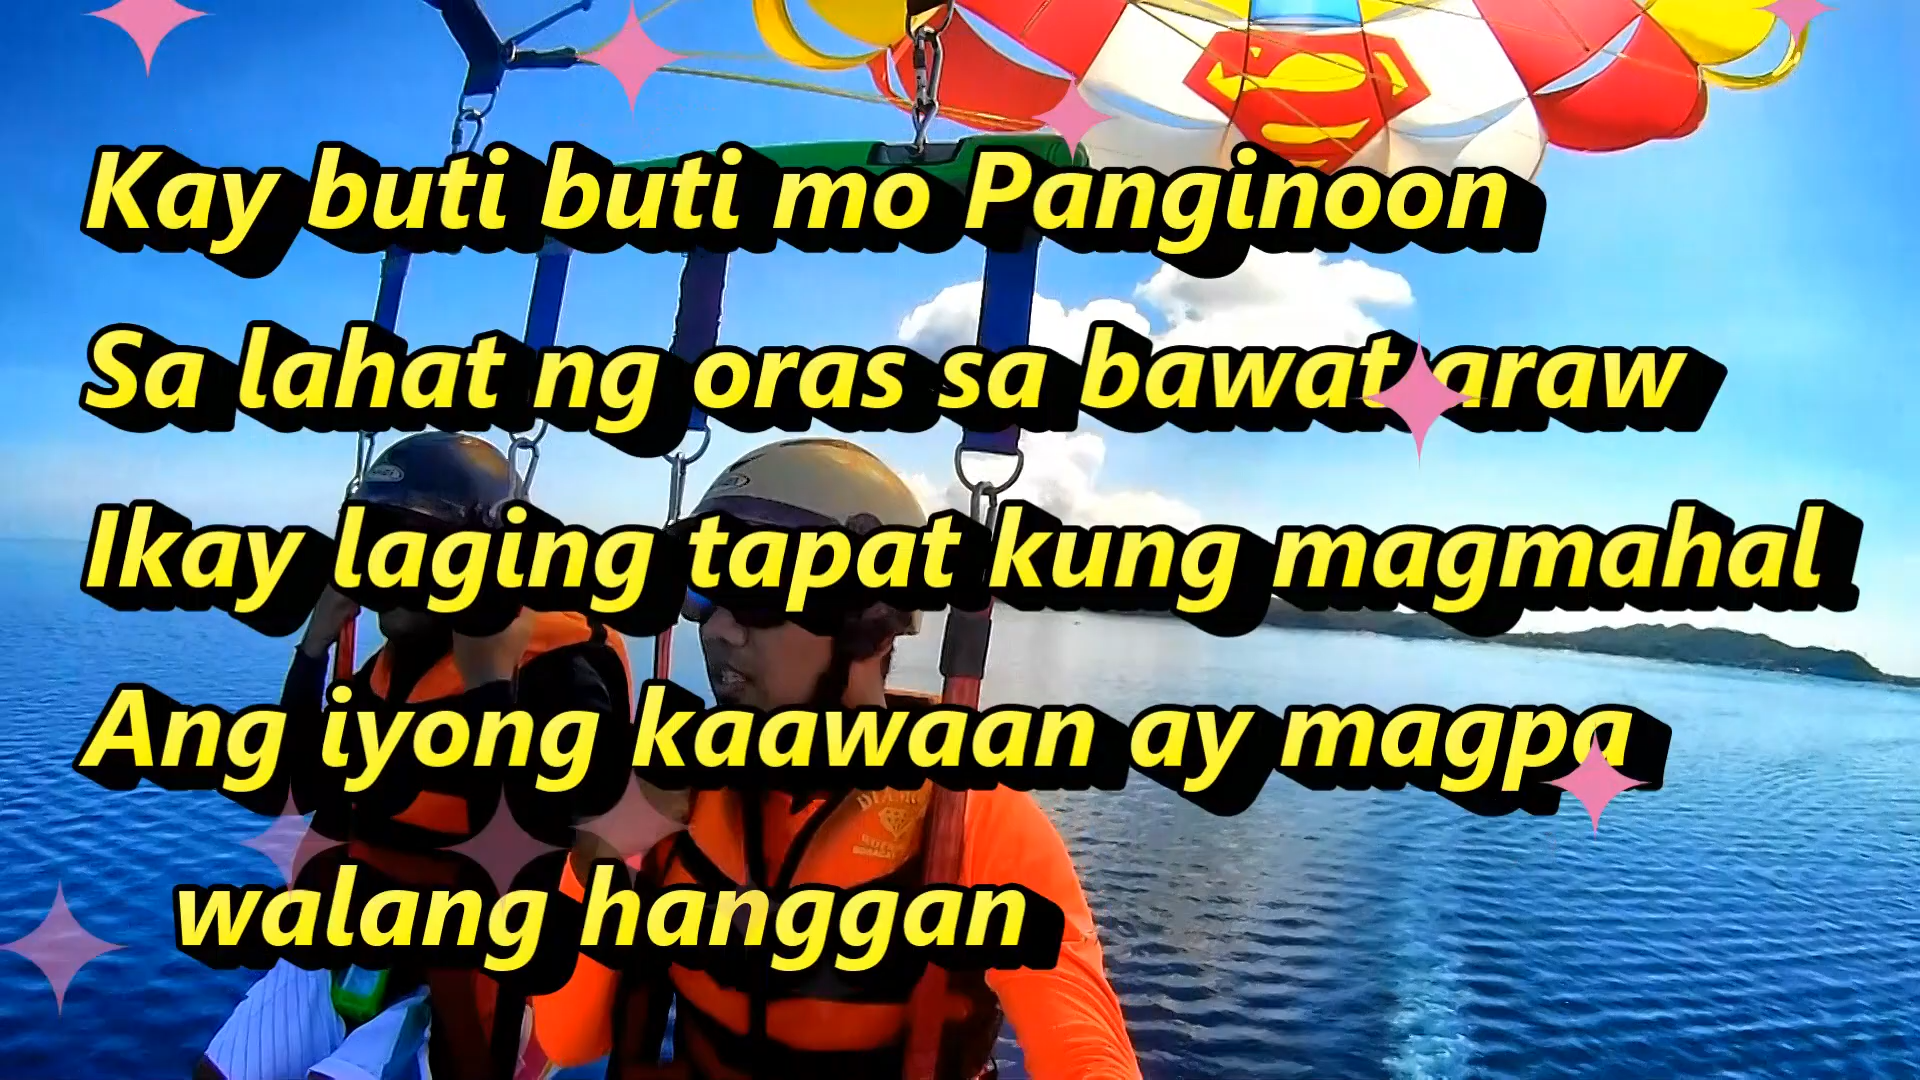 Kay buti buti mo Panginoon
Sa lahat ng oras sa bawat araw
Ikay laging tapat kung magmahal
Ang iyong kaawaan ay magpa
walang hanggan